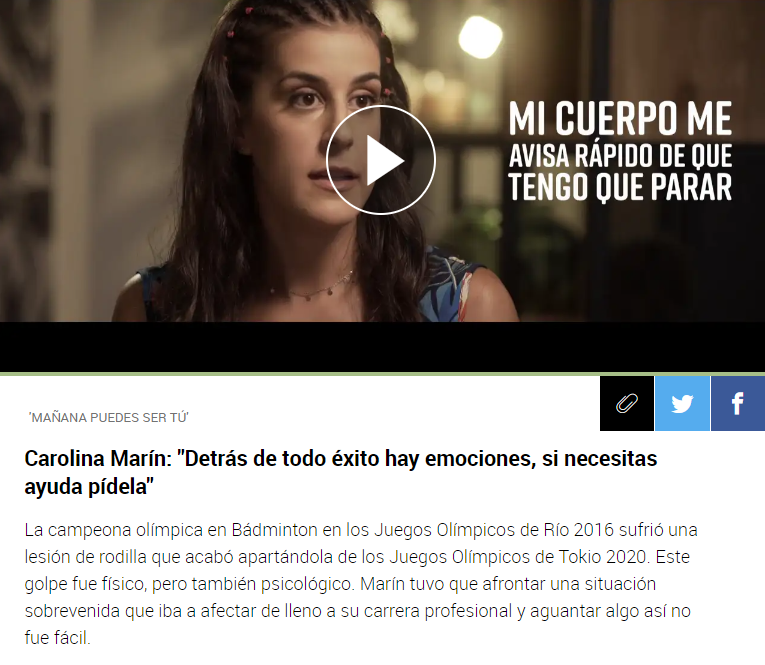 MI CUERPO ME
AVISA RÁPIDO DE QUE
TENGO QUE PARAR
'MAÑANA PUEDES SER TÚ'
Carolina Marín: "Detrás de todo éxito hay emociones, si necesitas
ayuda pídela"
La campeona olímpica en Bádminton en los Juegos Olímpicos de Río 2016 sufrió una
lesión de rodilla que acabó apartándola de los Juegos Olímpicos de Tokio 2020. Este
golpe fue físico, pero también psicológico. Marín tuvo que afrontar una situación
sobrevenida que iba a afectar de lleno a su carrera profesional y aguantar algo así no
fue fácil.